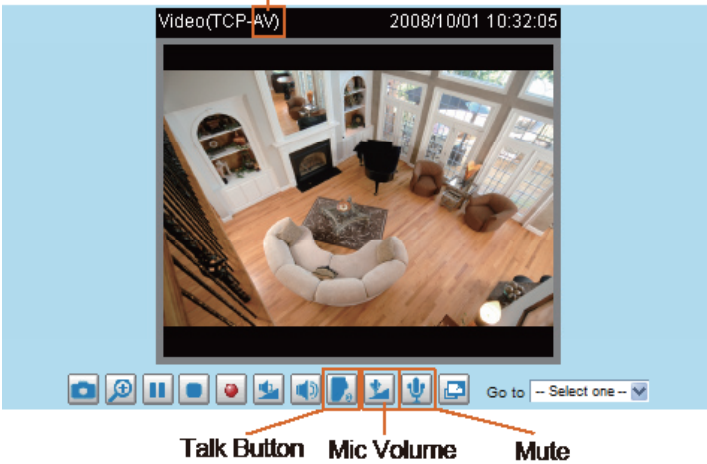 Video(TCP-AV) 2008/10/01 10:32:05
Go to -- Select one --
Talk Button Mic Volume Mute